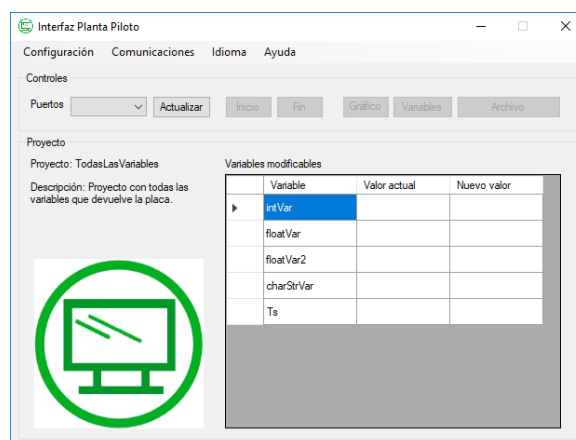 Interfaz Planta Piloto
Configuración Comunicaciones Idioma Ayuda
Controles
Puertos Actualizar Inicio Fin Gráfico Variables Archivo
Proyecto
Proyecto: TodasLasVariables
Descripción: Proyecto con todas las
variables que devuelve la placa.
Variables modificables
Variable Valor actual Nuevo valor
intVar
floatVar
floatVar2
charStrVar
Ts